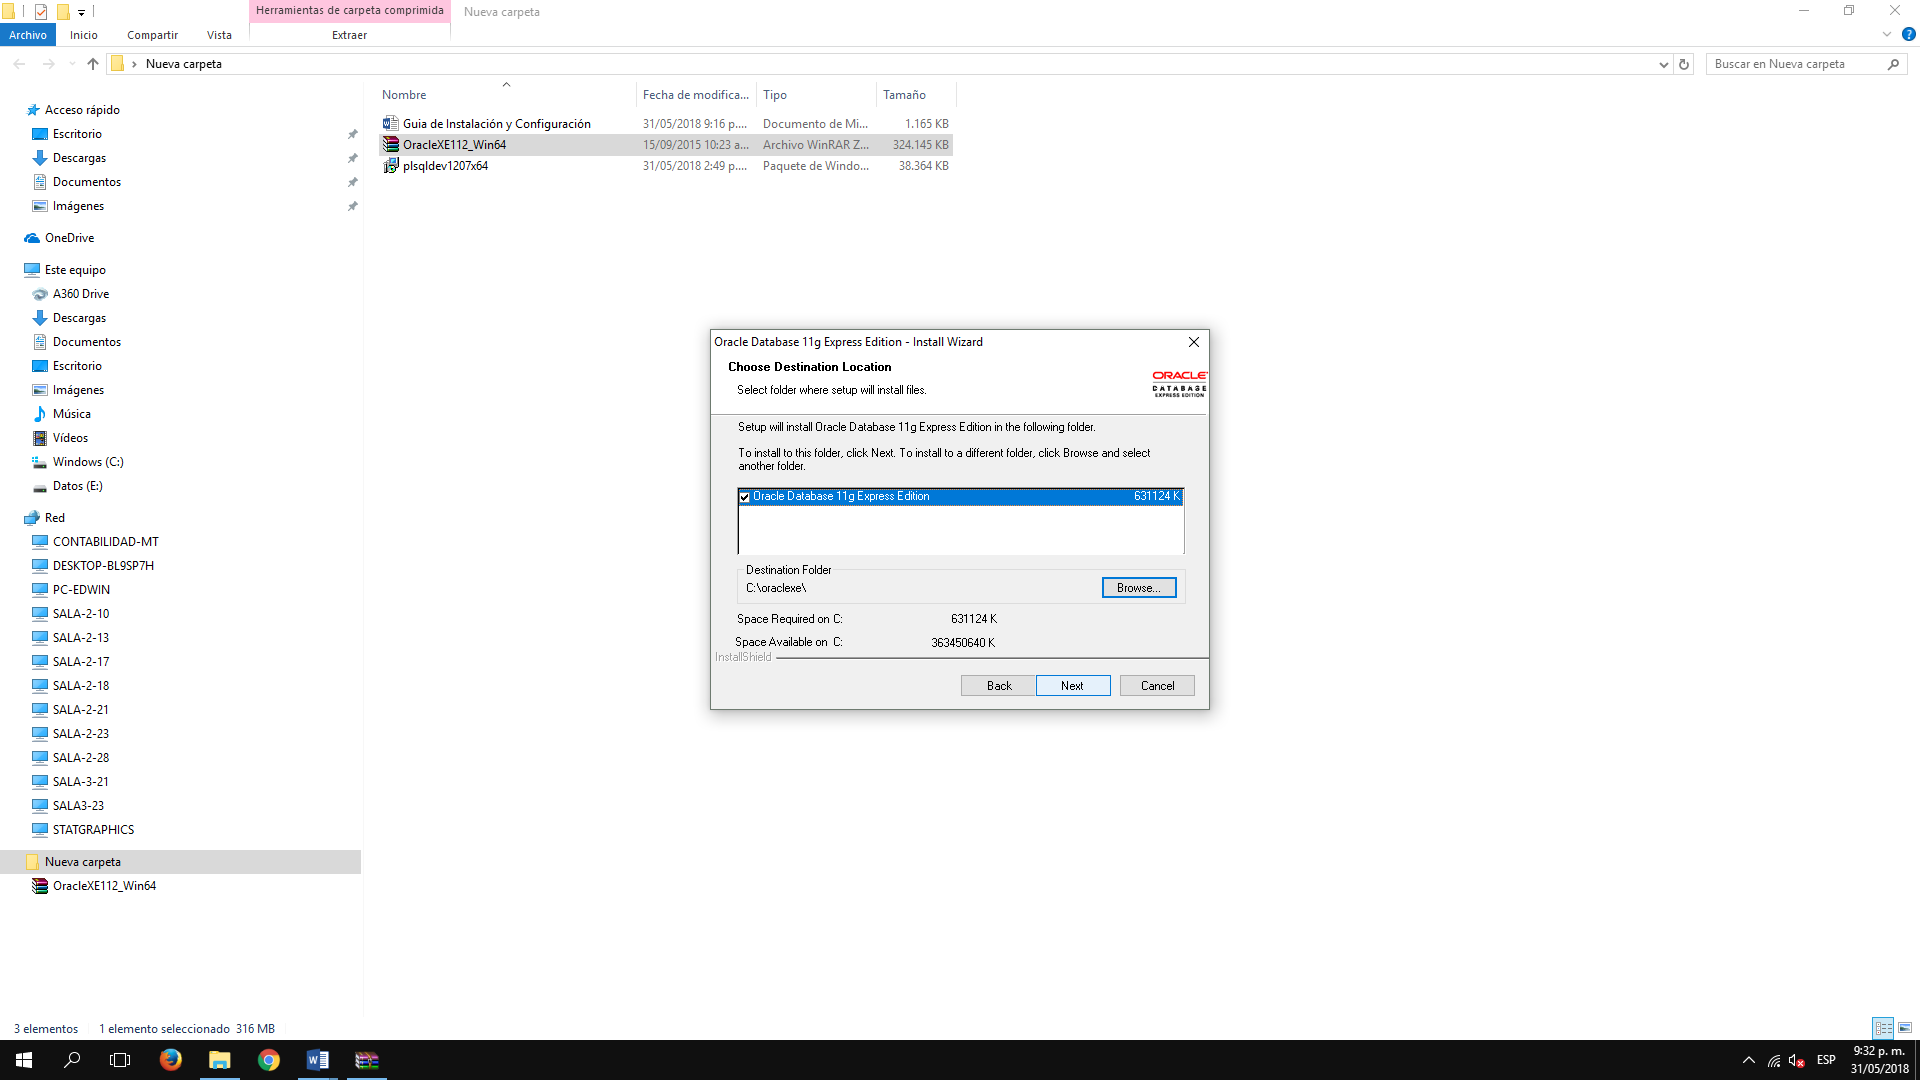 Herramientas de carpeta comprimida
Nueva carpeta
Archivo
Inicio
Compartir
Vista
Extraer
Nueva carpeta
Buscar en Nueva carpeta
Nombre
Fecha de modifica...
Tipo
Tamaño
Guia de Instalación y Configuración
31/05/2018 9:16 p....
Documento de Mi...
1.165 KB
OracleXE112_Win64
15/09/2015 10:23 a...
Archivo WinRAR Z...
324.145 KB
plsqldev1207x64
31/05/2018 2:49 p....
Paquete de Windo...
38.364 KB
Acceso rápido
Escritorio
Descargas
Documentos
Imágenes
OneDrive
Este equipo
A360 Drive
Descargas
Documentos
Escritorio
Imágenes
Música
Vídeos
Windows (C:)
Datos (E:)
Red
CONTABILIDAD-MT
DESKTOP-BL9SP7H
PC-EDWIN
SALA-2-10
SALA-2-13
SALA-2-17
SALA-2-18
SALA-2-21
SALA-2-23
SALA-2-28
SALA-3-21
SALA3-23
STATGRAPHICS
Nueva carpeta
OracleXE112_Win64
Oracle Database 11g Express Edition - Install Wizard
Choose Destination Location
Select folder where setup will install files.
ORACLE
DATABASE
EXPRESS EDITION
Setup will install Oracle Database 11g Express Edition in the following folder.
To install to this folder, click Next. To install to a different folder, click Browse and select
another folder.
Oracle Database 11g Express Edition
631124 K
Destination Folder
C:\oraclexe\
Browse...
Space Required on C:
631124 K
Space Available on C:
363450640 K
InstallShield
Back
Next
Cancel
3 elementos
1 elemento seleccionado 316 MB
ESP
9:32 p. m.
31/05/2018